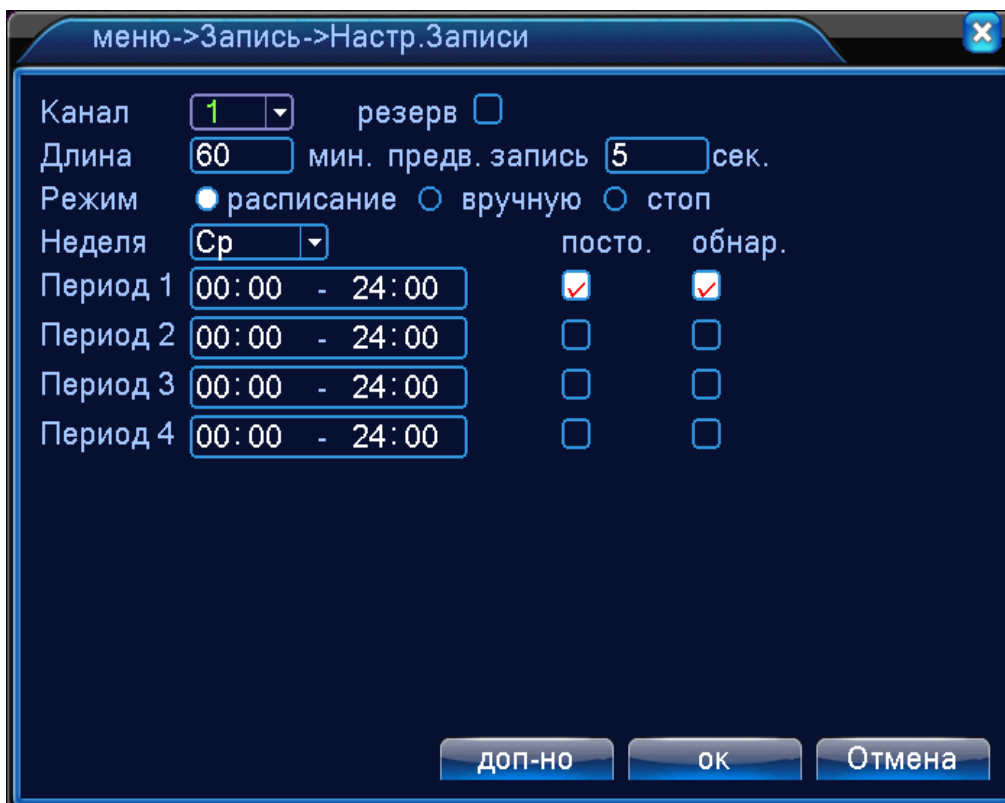 меню->Запись->Настр.Записи
Канал 1 резерв
Длина 60 мин. предв. запись 5 сек.
Режим расписание вручную стоп
Неделя Ср посто. обнар.
Период 1 00:00 - 24:00
Период 2 00:00 - 24:00
Период 3 00:00 - 24:00
Период 4 00:00 - 24:00
доп-но ок Отмена